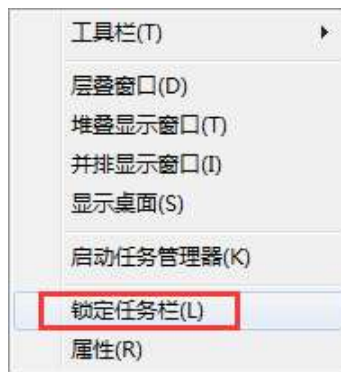 工具栏(T)
层叠窗口(D)
堆叠显示窗口(T)
并排显示窗口(I)
显示桌面(S)
启动任务管理器(K)
锁定任务栏(L)
属性(R)